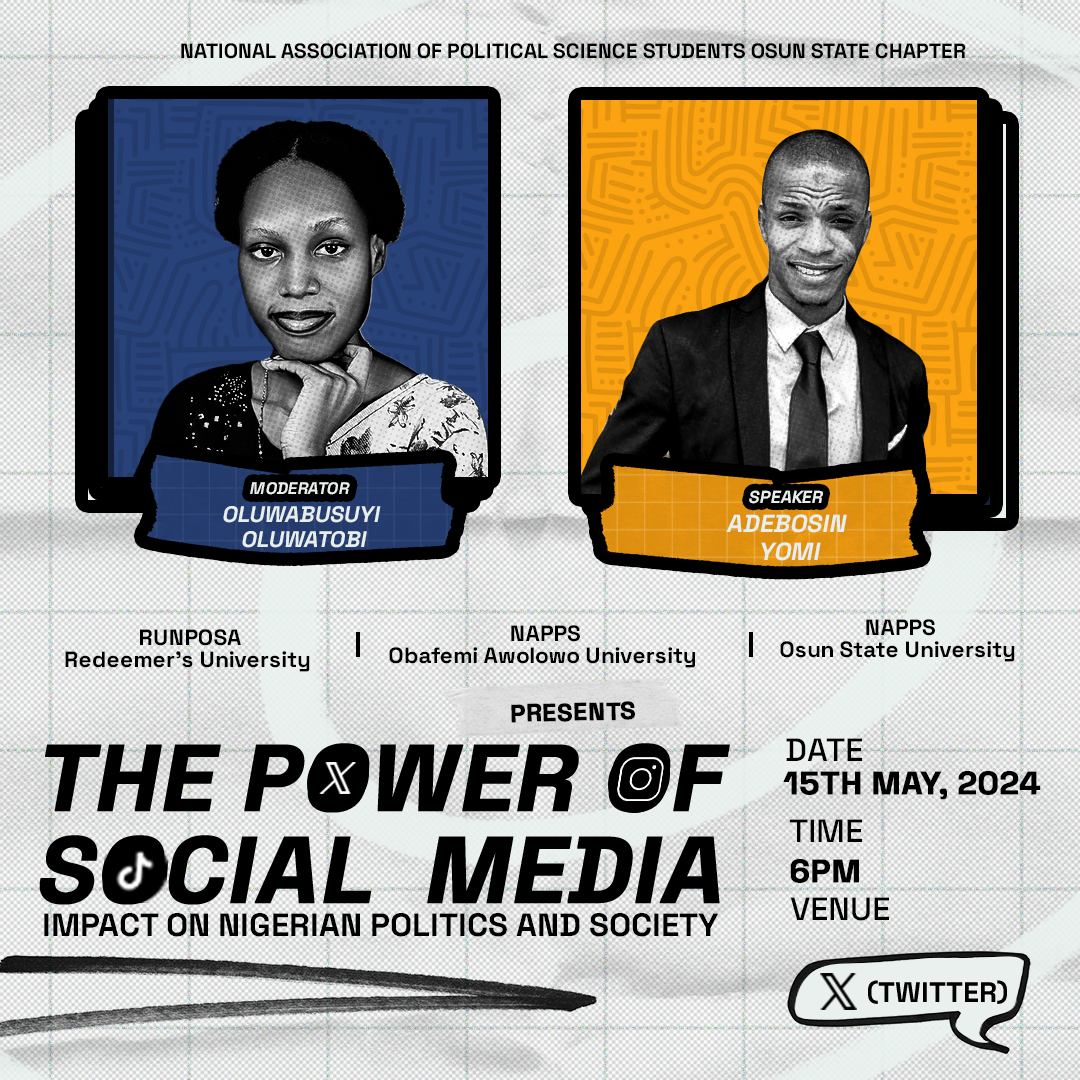 NATIONAL ASSOCIATION OF POLITICAL SCIENCE STUDENTS OSUN STATE CHAPTER
MODERATOR
OLUWABUSUYI
OLUWATOBI
SPEAKER
ADEBOSIN
YOMI
RUNPOSA
Redeemer's University
NAPPS
Obafemi Awolowo University
NAPPS
Osun State University
PRESENTS
THE POWER OF
SOCIAL MEDIA
IMPACT ON NIGERIAN POLITICS AND SOCIETY
DATE
15TH MAY, 2024
TIME
6PM
VENUE
X (TWITTER)